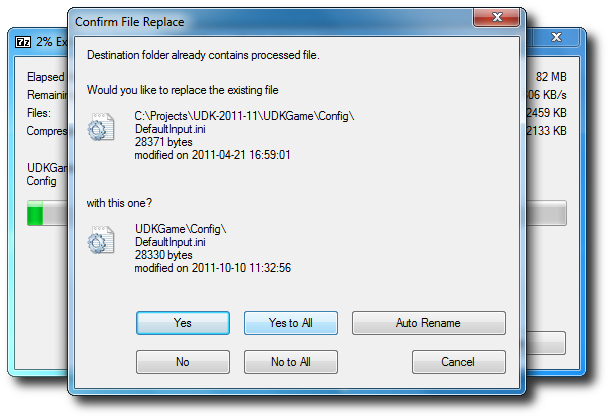 Confirm File Replace
7z 2% Ex
Destination folder already contains processed file.
Would you like to replace the existing file
C:\Projects\UDK-2011-11\UDKGame\Config\
DefaultInput.ini
28371 bytes
modified on 2011-04-21 16:59:01
with this one?
UDKGame\Config\
DefaultInput.ini
28330 bytes
modified on 2011-10-10 11:32:56
Yes
Yes to All
Auto Rename
No
No to All
Cancel
Elapsed
82 MB
Remainin
06 KB/s
Files:
2459 KB
Compres
2133 KB
UDKGa
Config